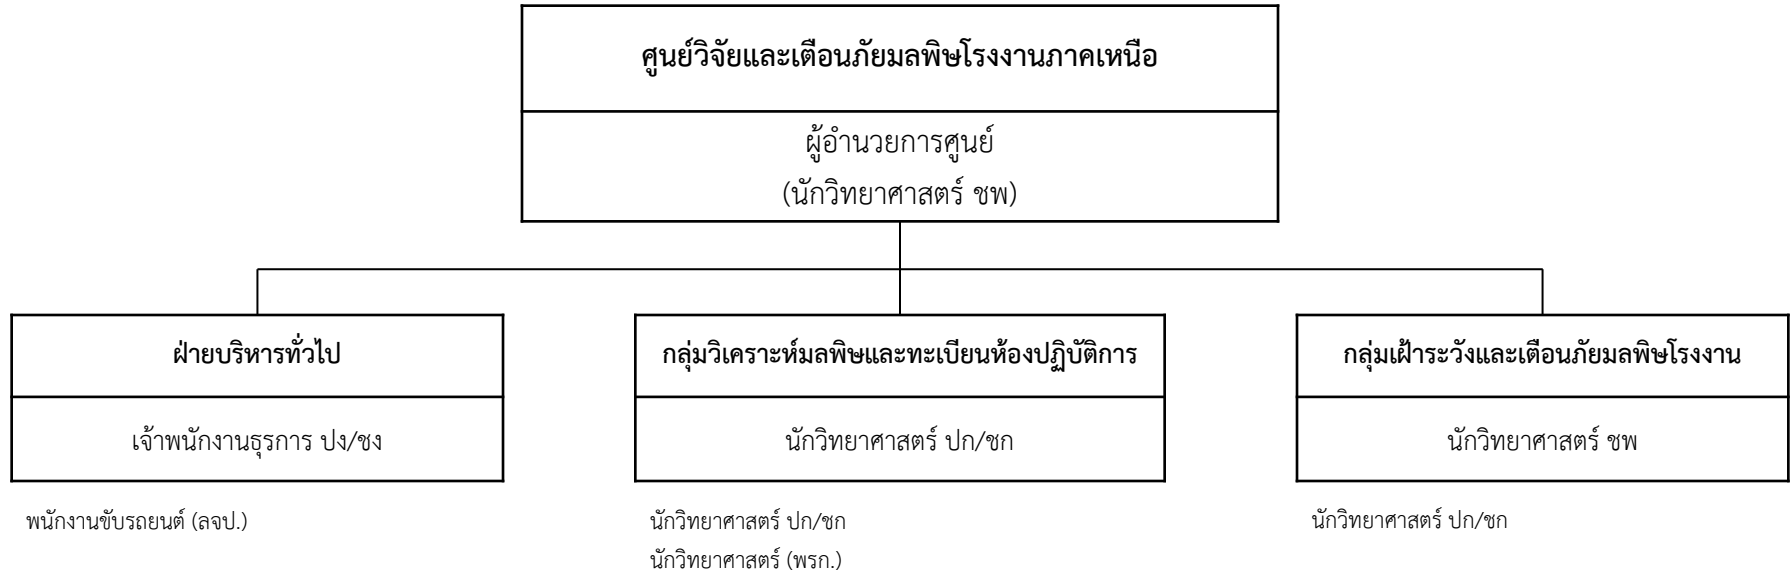 ศูนย์วิจัยและเตือนภัยมลพิษโรงงานภาคเหนือ
ผู้อำนวยการศูนย์
(นักวิทยาศาสตร์ ชพ)
ฝ่ายบริหารทั่วไป
เจ้าพนักงานธุรการ ปง/ชง
พนักงานขับรถยนต์ (ลจป.)
กลุ่มวิเคราะห์มลพิษและทะเบียนห้องปฏิบัติการ
นักวิทยาศาสตร์ ปก/ชก
นักวิทยาศาสตร์ ปก/ชก
นักวิทยาศาสตร์ (พรก.)
กลุ่มเฝ้าระวังและเตือนภัยมลพิษโรงงาน
นักวิทยาศาสตร์ ชพ
นักวิทยาศาสตร์ ปก/ชก